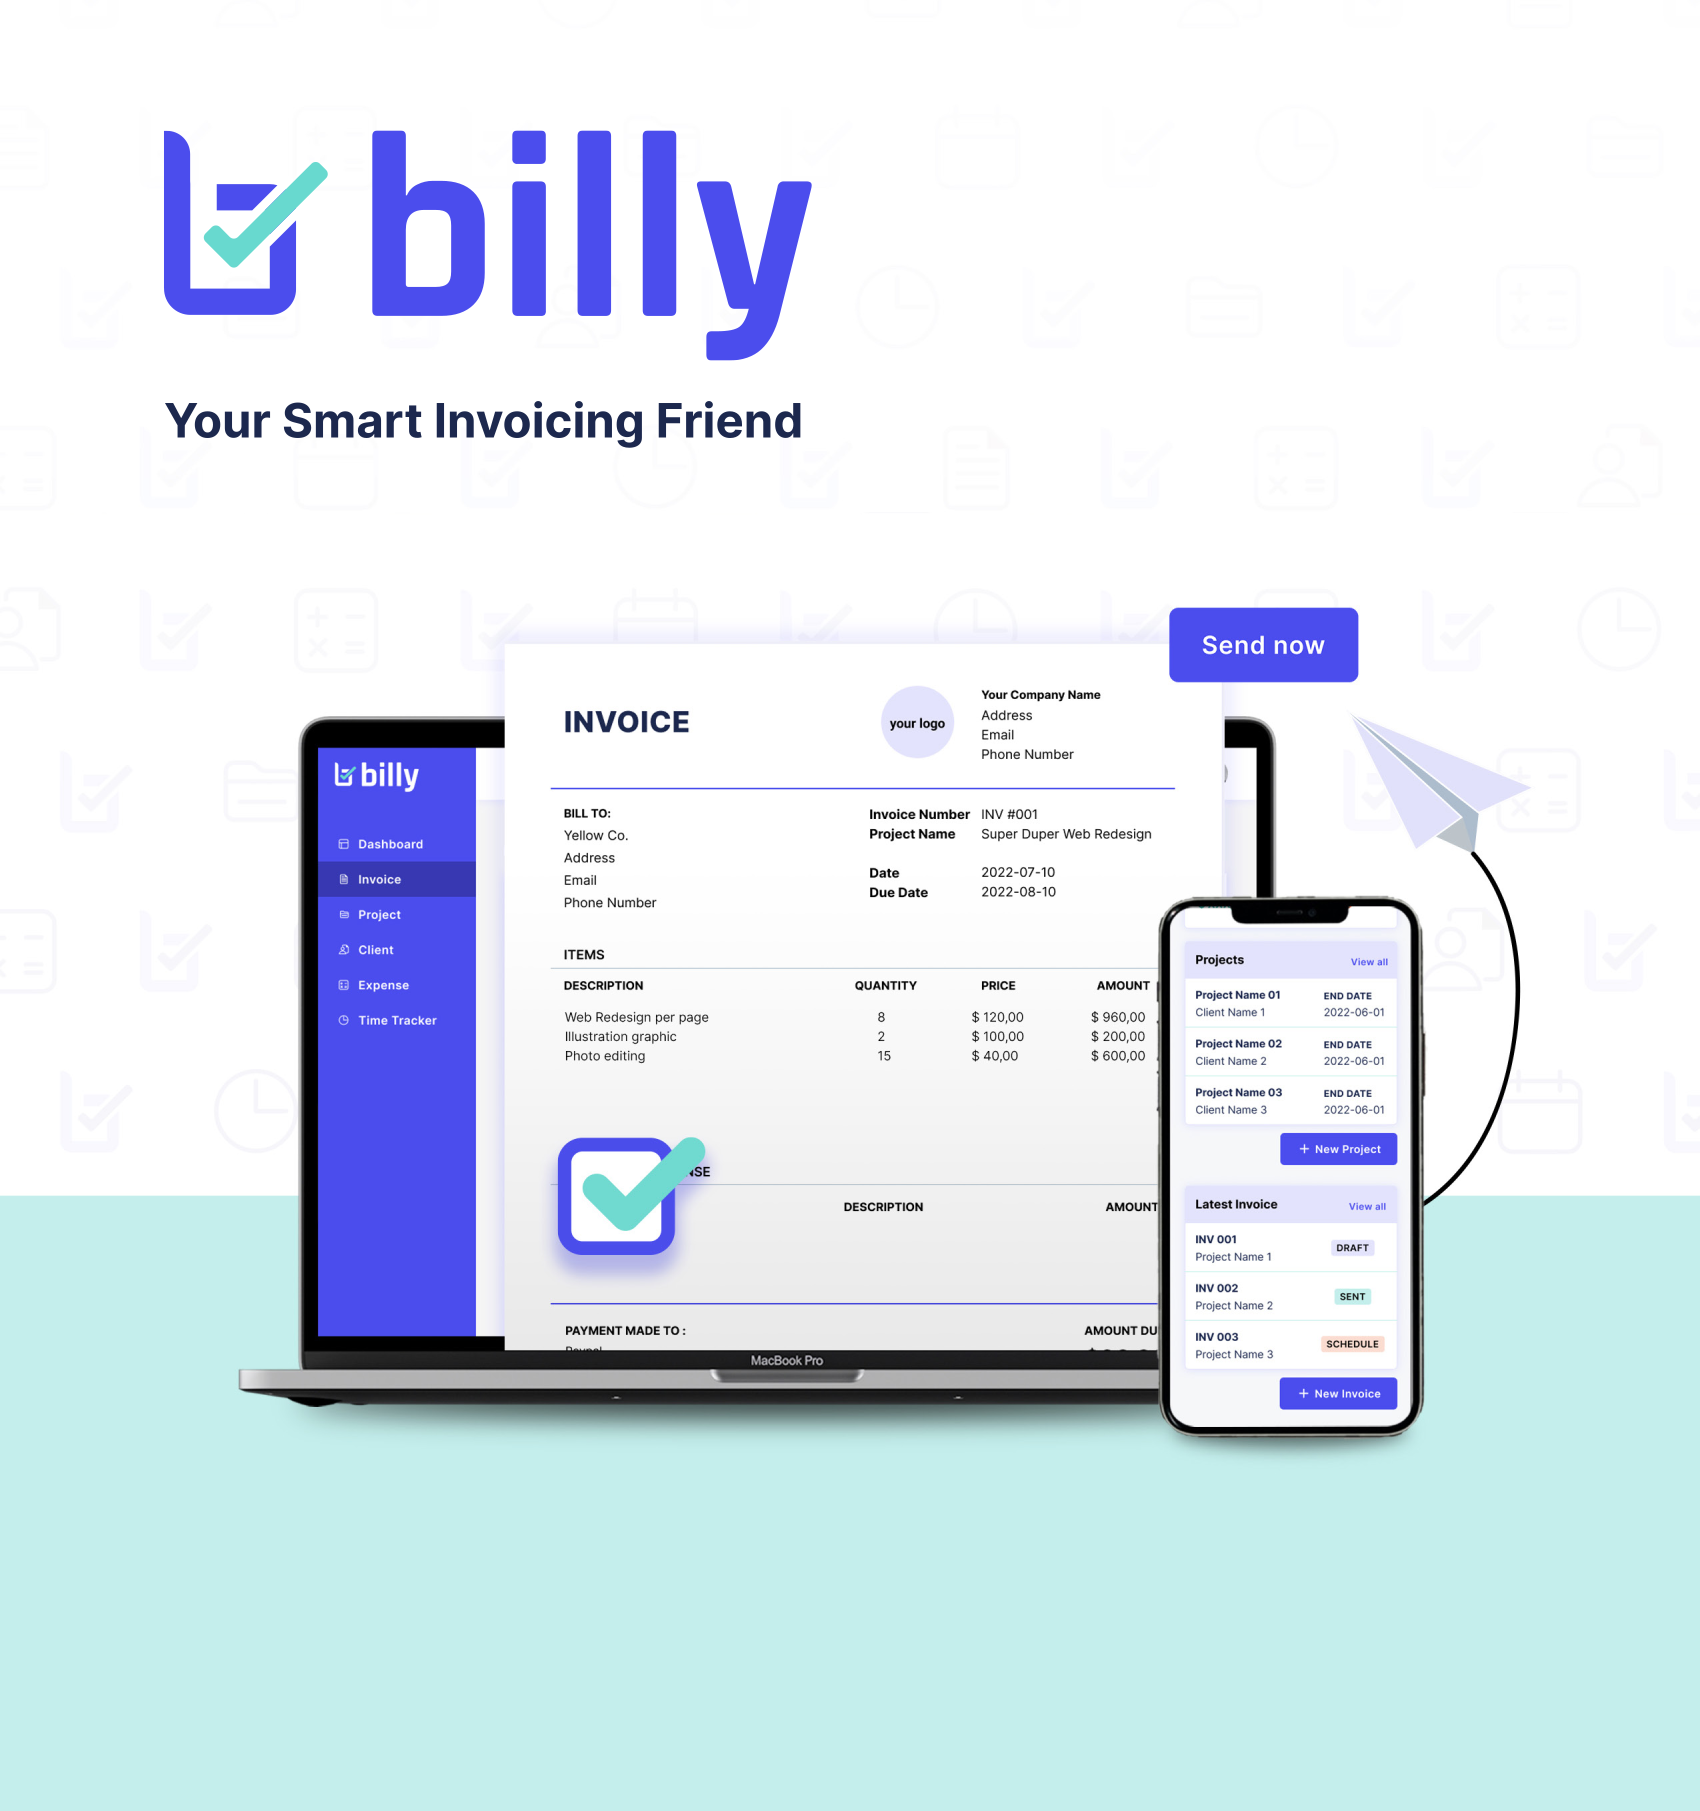 billy
Your Smart Invoicing Friend
Send now
INVOICE
your logo
Your Company Name
Address
Email
Phone Number
billy
Dashboard
Invoice
Project
Client
Expense
Time Tracker
BILL TO:
Yellow Co.
Address
Email
Phone Number
Invoice Number INV #001
Project Name Super Duper Web Redesign
Date 2022-07-10
Due Date 2022-08-10
ITEMS
DESCRIPTION QUANTITY PRICE AMOUNT
Web Redesign per page 8 $ 120,00 $ 960,00
Illustration graphic 2 $ 100,00 $ 200,00
Photo editing 15 $ 40,00 $ 600,00
NSE
DESCRIPTION AMOUNT
PAYMENT MADE TO : AMOUNT DU
MacBook Pro
Projects View all
Project Name 01 END DATE
Client Name 1 2022-06-01
Project Name 02 END DATE
Client Name 2 2022-06-01
Project Name 03 END DATE
Client Name 3 2022-06-01
+ New Project
Latest Invoice View all
INV 001
Project Name 1 DRAFT
INV 002
Project Name 2 SENT
INV 003
Project Name 3 SCHEDULE
+ New Invoice